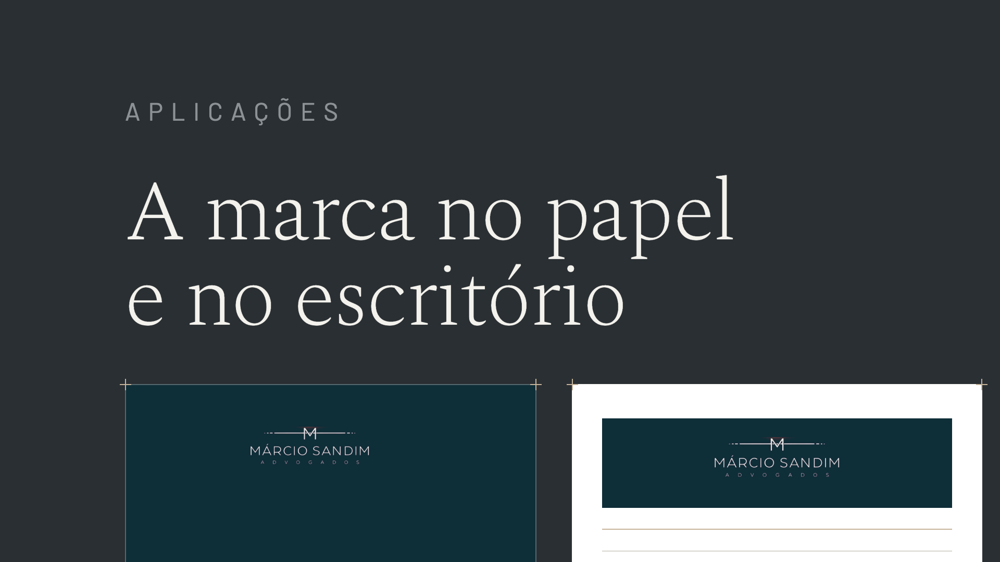 APLICAÇÕES
A marca no papel
e no escritório
M
MÁRCIO SANDIM
ADVOGADOS
M
MÁRCIO SANDIM
ADVOGADOS